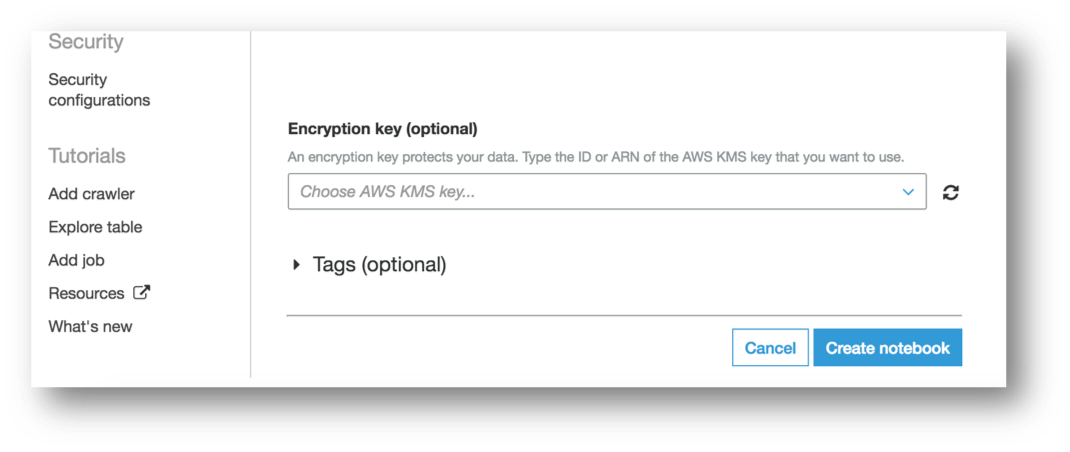 Security
Security
configurations
Tutorials
Add crawler
Explore table
Add job
Resources
What's new
Encryption key (optional)
An encryption key protects your data. Type the ID or ARN of the AWS KMS key that you want to use.
Choose AWS KMS key...
Tags (optional)
Cancel
Create notebook